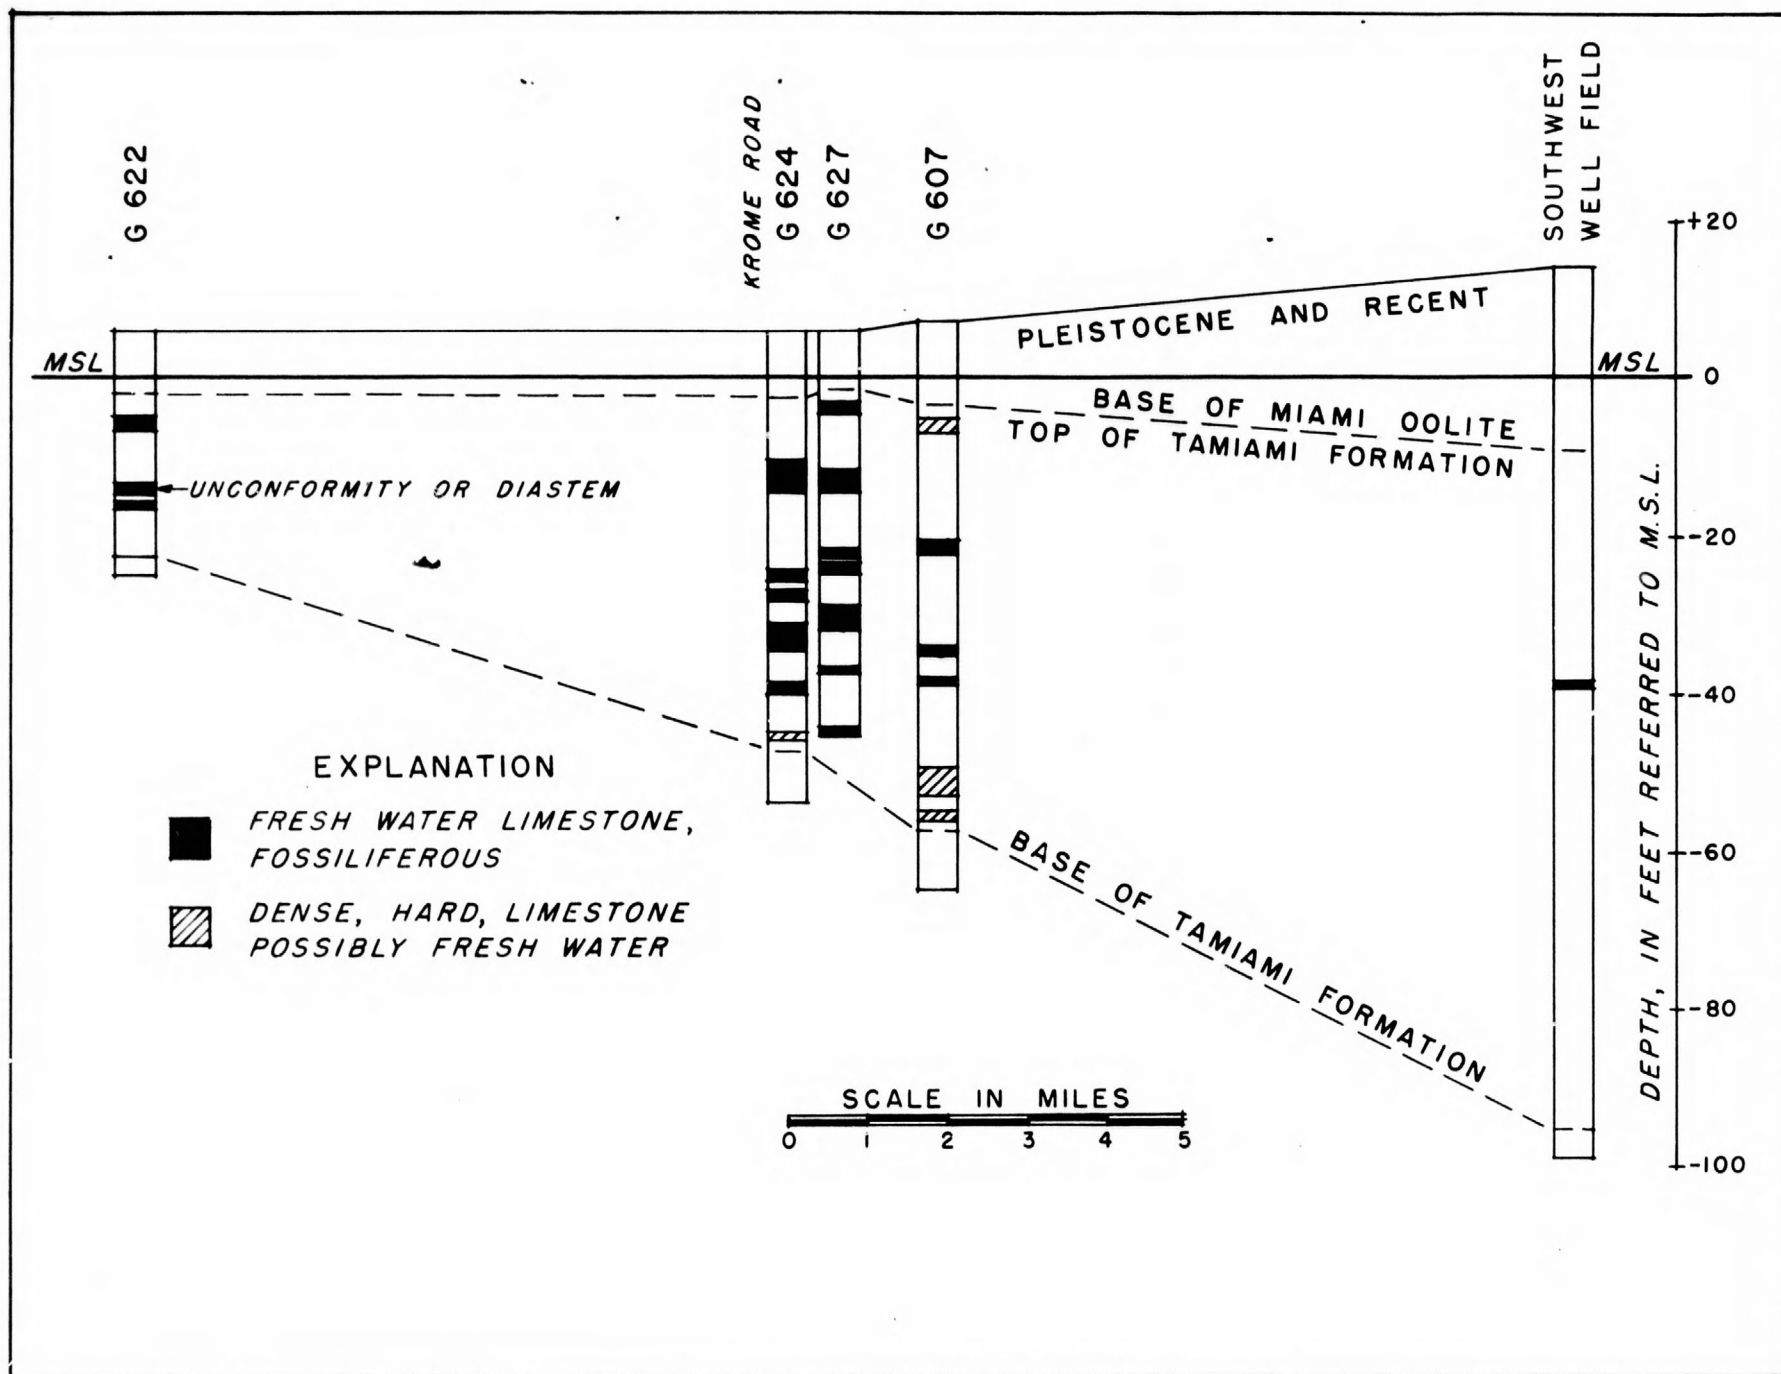 G 622
KROME ROAD
G 624
G 627
G 607
SOUTHWEST
WELL FIELD
+20
PLEISTOCENE AND RECENT
MSL
MSL
0
BASE OF MIAMI OOLITE
TOP OF TAMIAMI FORMATION
UNCONFORMITY OR DIASTEM
-20
-40
DEPTH, IN FEET REFERRED TO M.S.L.
EXPLANATION
FRESH WATER LIMESTONE,
FOSSILIFEROUS
DENSE, HARD, LIMESTONE
POSSIBLY FRESH WATER
-60
BASE OF TAMIAMI FORMATION
-80
SCALE IN MILES
0 1 2 3 4 5
-100